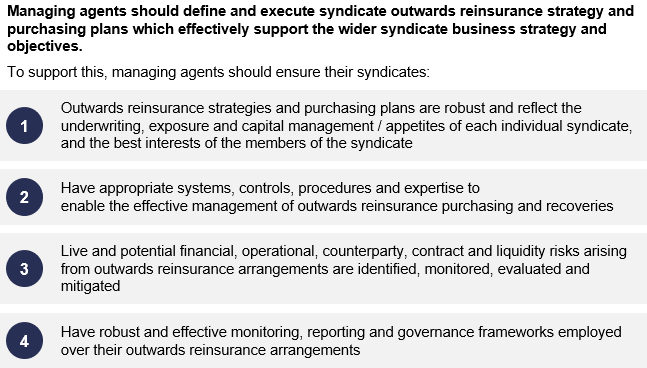 Managing agents should define and execute syndicate outwards reinsurance strategy and
purchasing plans which effectively support the wider syndicate business strategy and
objectives.
To support this, managing agents should ensure their syndicates:
1
Outwards reinsurance strategies and purchasing plans are robust and reflect the
underwriting, exposure and capital management / appetites of each individual syndicate,
and the best interests of the members of the syndicate
2
Have appropriate systems, controls, procedures and expertise to
enable the effective management of outwards reinsurance purchasing and recoveries
3
Live and potential financial, operational, counterparty, contract and liquidity risks arising
from outwards reinsurance arrangements are identified, monitored, evaluated and
mitigated
4
Have robust and effective monitoring, reporting and governance frameworks employed
over their outwards reinsurance arrangements